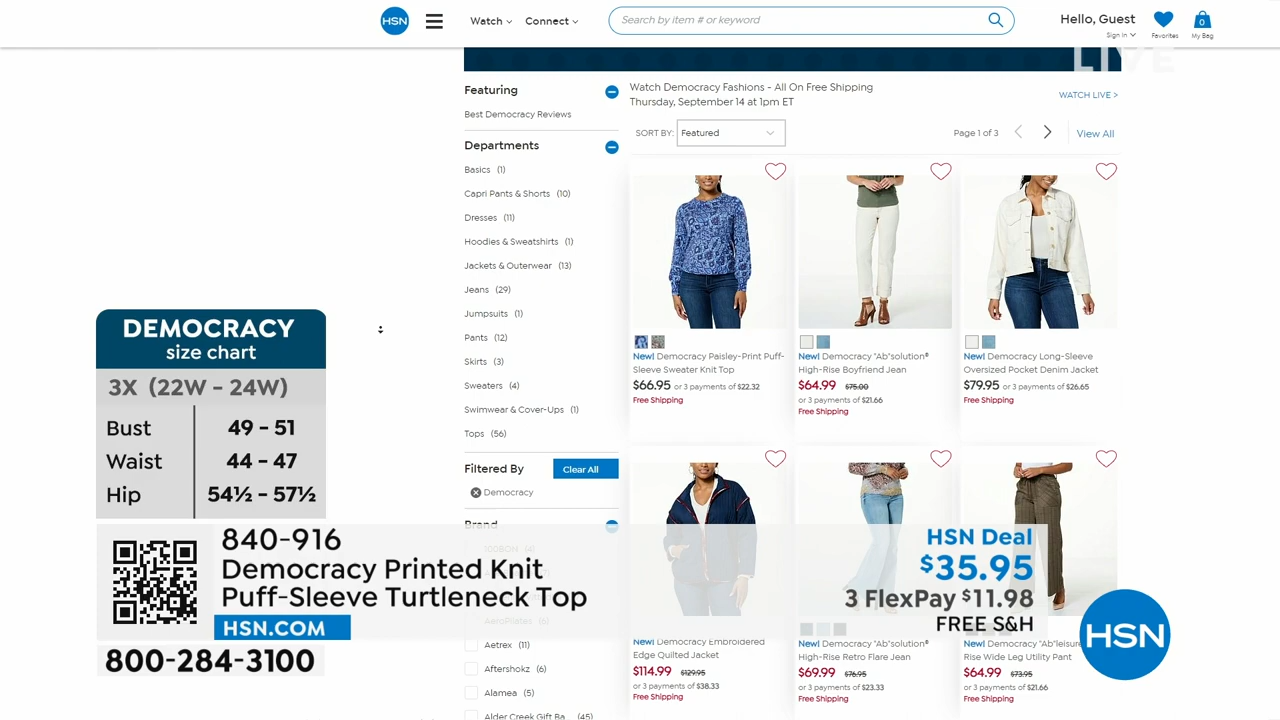 HSN
Watch
Connect
Search by item # or keyword
Hello, Guest
Sign In
Favorites
0
My Bag
LIVE
Featuring
Best Democracy Reviews
Departments
Basics (1)
Capri Pants & Shorts (10)
Dresses (11)
Hoodies & Sweatshirts (1)
Jackets & Outerwear (13)
Jeans (29)
Jumpsuits (1)
Pants (12)
Skirts (3)
Sweaters (4)
Swimwear & Cover-Ups (1)
Tops (56)
Filtered By
Clear All
Democracy
Brand
Aetrex (11)
Aftershokz (6)
Alamea (5)
Alder Creek Gift Ba... (45)
Watch Democracy Fashions - All On Free Shipping
Thursday, September 14 at 1pm ET
WATCH LIVE >
SORT BY: Featured
Page 1 of 3
View All
New! Democracy Paisley-Print Puff-
Sleeve Sweater Knit Top
$66.95 or 3 payments of $22.32
Free Shipping
New! Democracy "Ab"solution®
High-Rise Boyfriend Jean
$64.99 $75.00
or 3 payments of $21.66
Free Shipping
New! Democracy Long-Sleeve
Oversized Pocket Denim Jacket
$79.95 or 3 payments of $26.65
Free Shipping
New! Democracy Embroidered
Edge Quilted Jacket
$114.99 $129.95
or 3 payments of $38.33
Free Shipping
New! Democracy "Ab"solution®
High-Rise Retro Flare Jean
$69.99 $76.95
or 3 payments of $23.33
Free Shipping
New! Democracy "Ab"leisure
Rise Wide Leg Utility Pant
$64.99 $73.95
or 3 payments of $21.66
Free Shipping
DEMOCRACY
size chart
3X (22W - 24W)
Bust 49 - 51
Waist 44 - 47
Hip 54½ - 57½
840-916
Democracy Printed Knit
Puff-Sleeve Turtleneck Top
HSN.COM
800-284-3100
HSN Deal
$35.95
3 FlexPay $11.98
FREE S&H
HSN